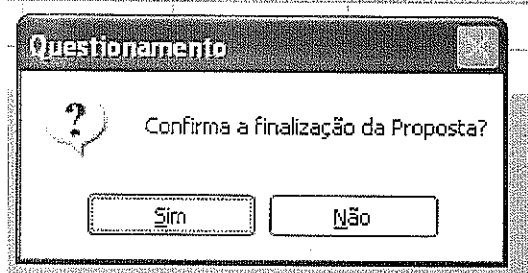 Questionamento
?
Confirma a finalização da Proposta?
Sim
Não